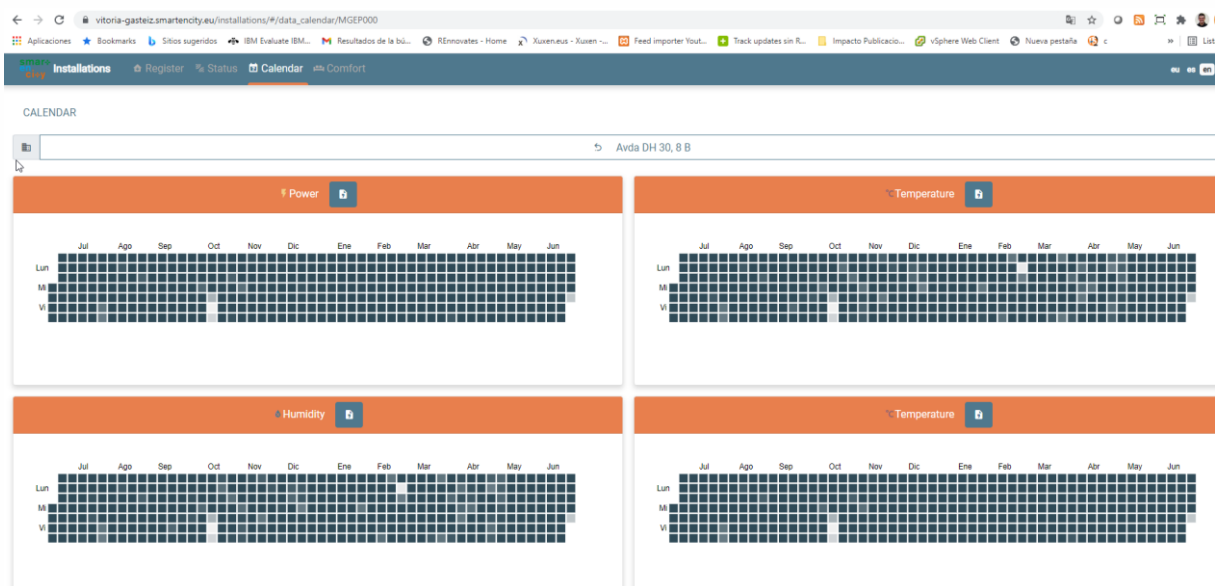 vitoria-gasteiz.smartencity.eu/installations/#/data_calendar/MGEP000
Aplicaciones Bookmarks Sitios sugeridos IBM Evaluate IBM... Resultados de la bú... REnnovates - Home Xuxen.eus - Xuxen -... Feed importer Yout... Track updates sin R... Impacto Publicacio... vSphere Web Client Nueva pestaña c » List
Installations Register Status Calendar Comfort eu es en
CALENDAR
Avda DH 30, 8 B
Power
Jul Ago Sep Oct Nov Dic Ene Feb Mar Abr May Jun
Lun
Mi
Vi
°C Temperature
Jul Ago Sep Oct Nov Dic Ene Feb Mar Abr May Jun
Lun
Mi
Vi
Humidity
Jul Ago Sep Oct Nov Dic Ene Feb Mar Abr May Jun
Lun
Mi
Vi
°C Temperature
Jul Ago Sep Oct Nov Dic Ene Feb Mar Abr May Jun
Lun
Mi
Vi